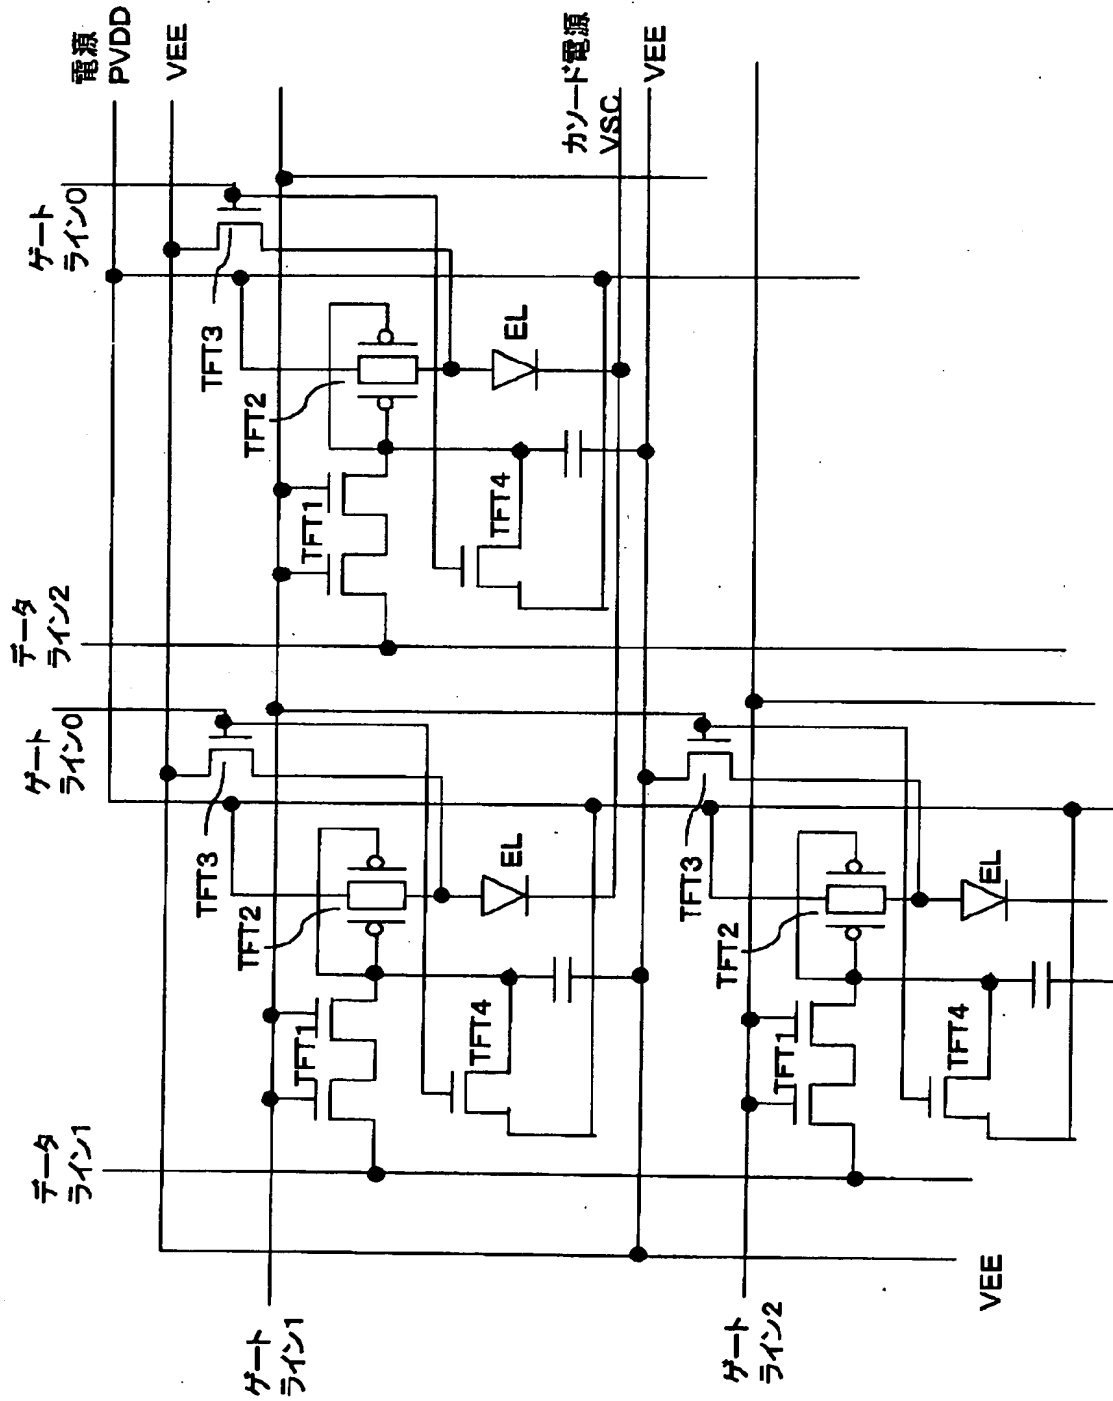 データ
ライン1
ゲート
ライン0
データ
ライン2
ゲート
ライン0
電源
PVDD
VEE
ゲート
ライン1
TFT1
TFT2
TFT3
TFT4
EL
TFT1
TFT2
TFT3
TFT4
EL
カソード電源
VSC
VEE
ゲート
ライン2
TFT1
TFT2
TFT3
TFT4
EL
VEE